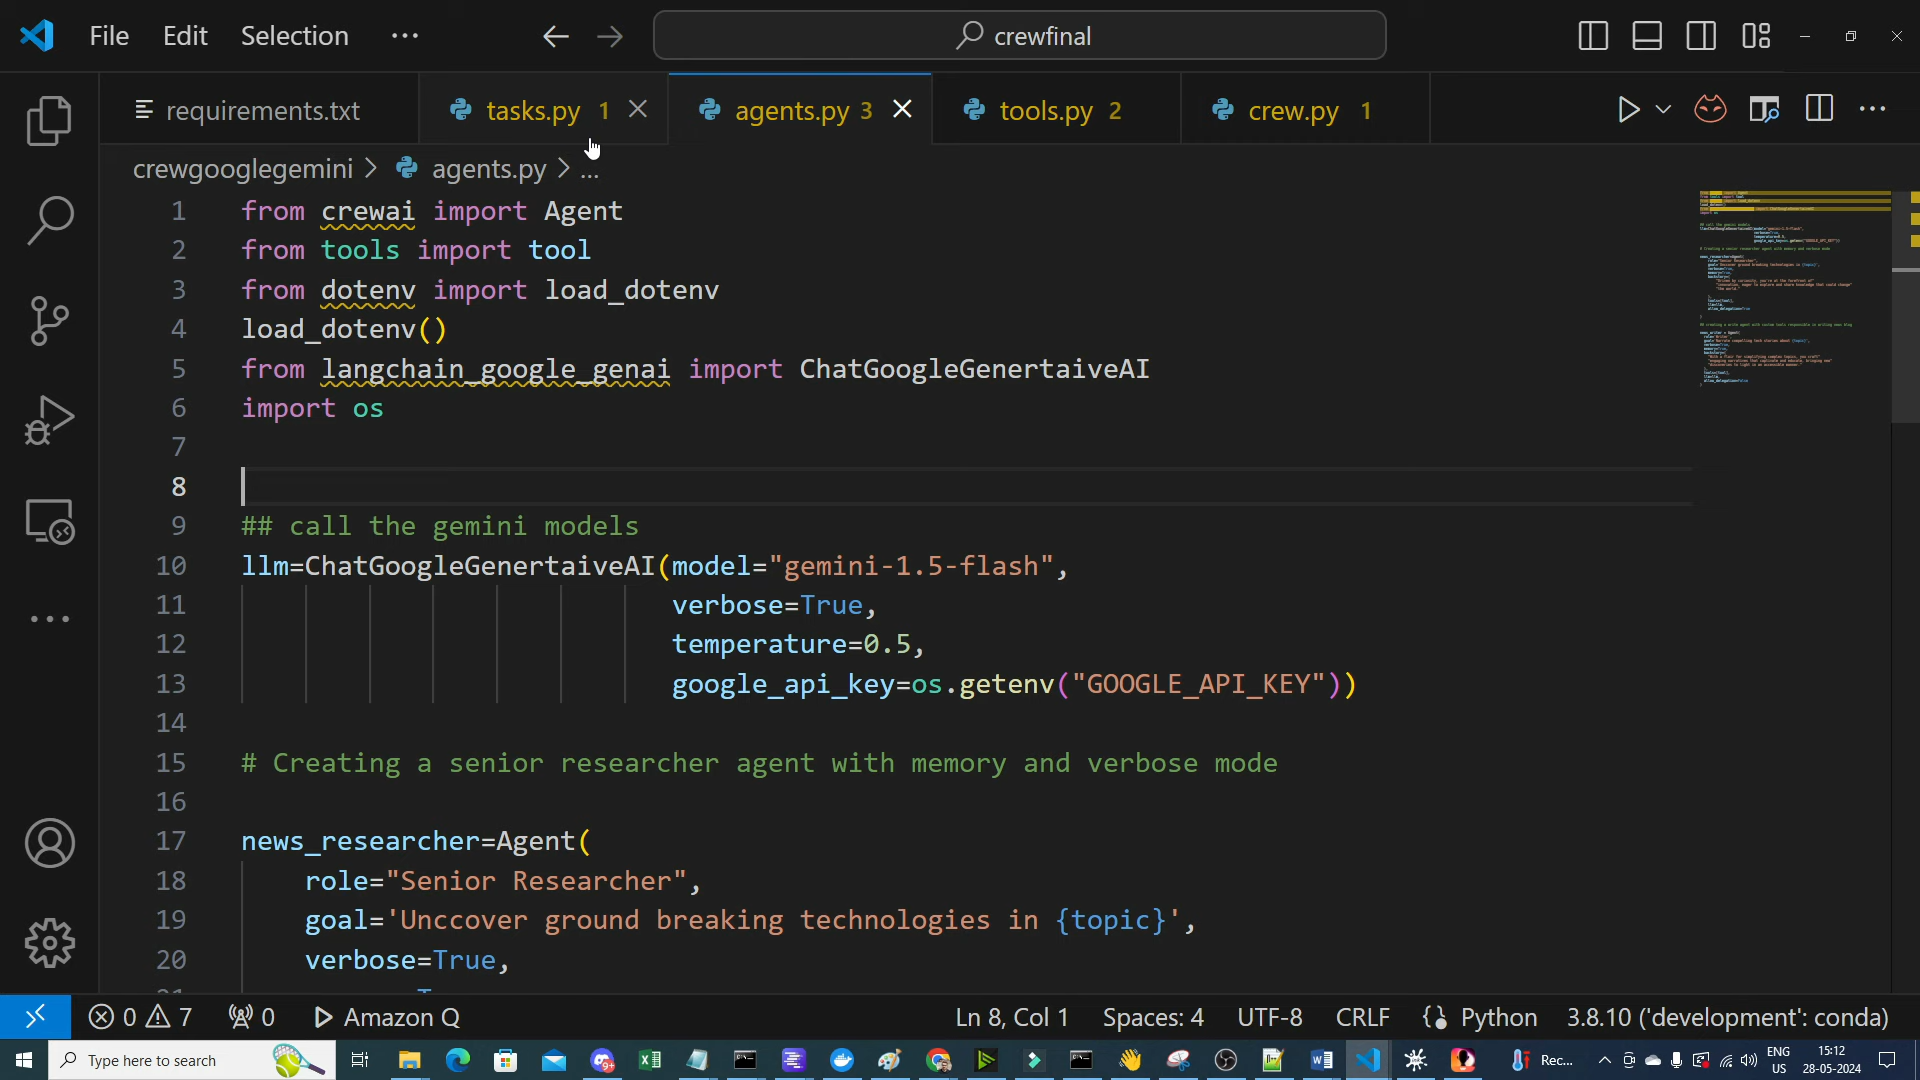 File Edit Selection ··· crewfinal
requirements.txt tasks.py 1 agents.py 3 tools.py 2 crew.py 1
crewgooglegemini > agents.py > ...
1 from crewai import Agent
2 from tools import tool
3 from dotenv import load_dotenv
4 load_dotenv()
5 from langchain_google_genai import ChatGoogleGenertaiveAI
6 import os
7
8
9 ## call the gemini models
10 llm=ChatGoogleGenertaiveAI(model="gemini-1.5-flash",
11 verbose=True,
12 temperature=0.5,
13 google_api_key=os.getenv("GOOGLE_API_KEY"))
14
15 # Creating a senior researcher agent with memory and verbose mode
16
17 news_researcher=Agent(
18 role="Senior Researcher",
19 goal='Unccover ground breaking technologies in {topic}',
20 verbose=True,
0 7 0 Amazon Q Ln 8, Col 1 Spaces: 4 UTF-8 CRLF Python 3.8.10 ('development': conda)
Type here to search Rec... ENG US 15:12 28-05-2024